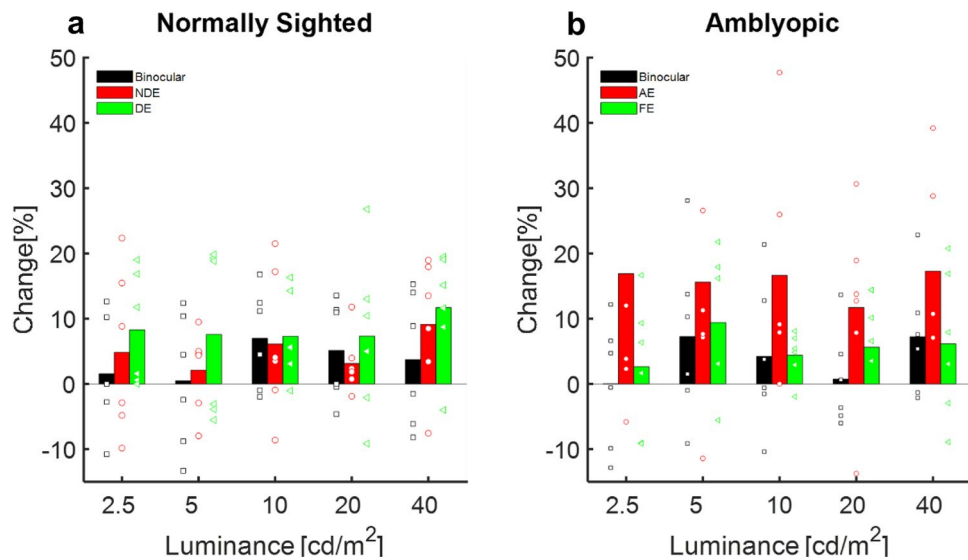 a Normally Sighted
50
40
30
20
10
0
-10
Change[%]
Binocular
NDE
DE
2.5 5 10 20 40
Luminance [cd/m²]
b Amblyopic
50
40
30
20
10
0
-10
Change[%]
Binocular
AE
FE
2.5 5 10 20 40
Luminance [cd/m²]